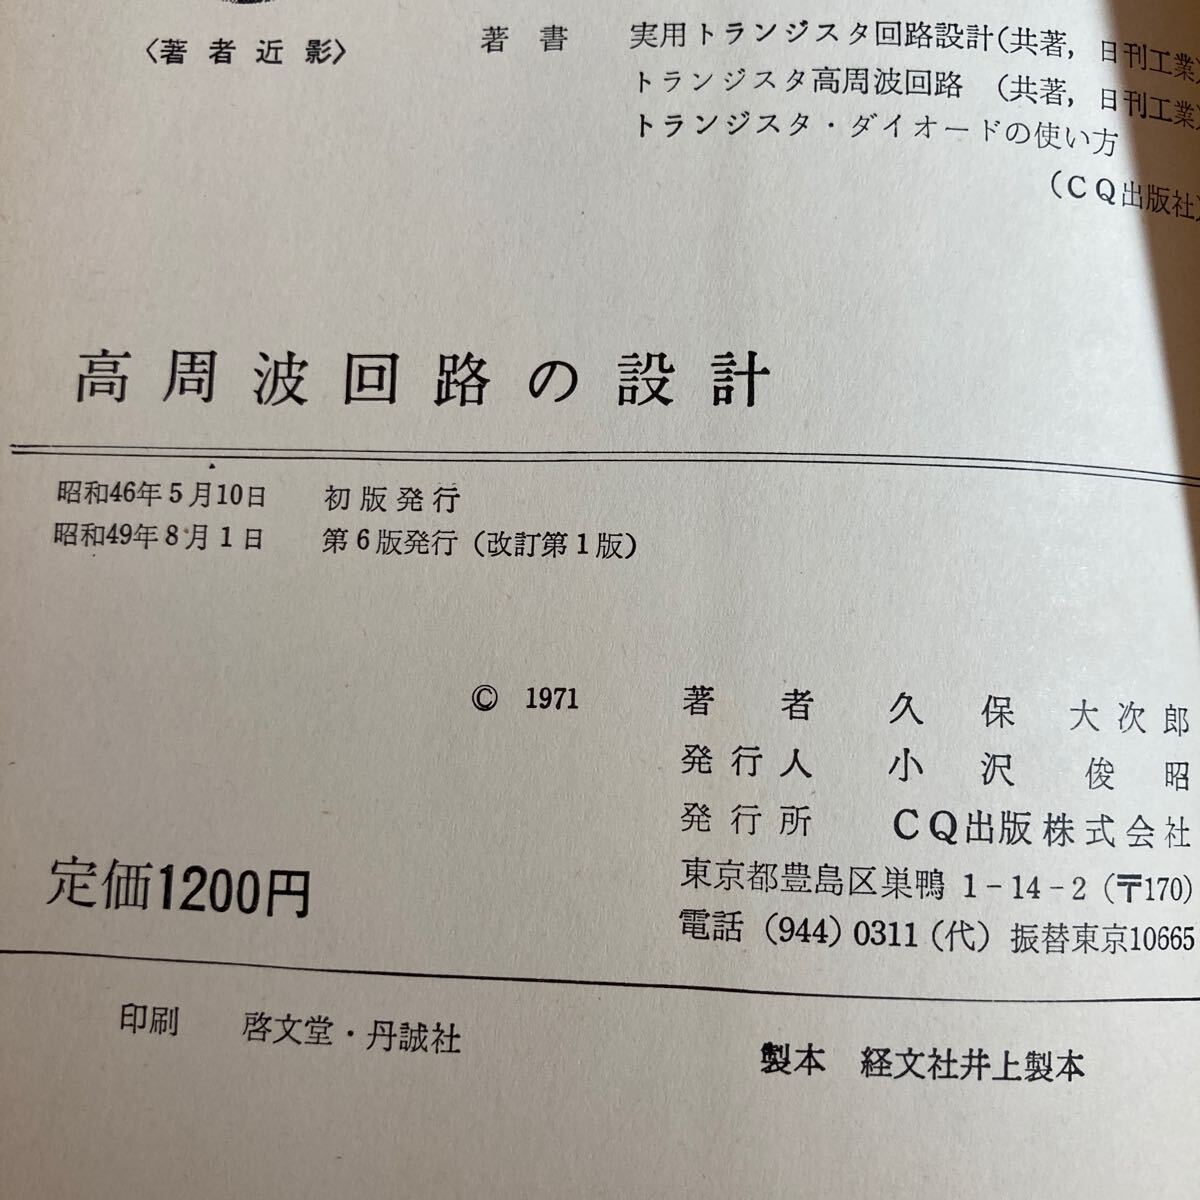 〈著者近影〉
著書 実用トランジスタ回路設計(共著, 日刊工業)
トランジスタ高周波回路 (共著, 日刊工業)
トランジスタ・ダイオードの使い方
(CQ出版社)
高周波回路の設計
昭和46年5月10日 初版発行
昭和49年8月1日 第6版発行(改訂第1版)
© 1971
著者 久保大次郎
発行人 小沢俊昭
発行所 CQ出版株式会社
東京都豊島区巣鴨 1-14-2 (〒170)
電話 (944) 0311 (代) 振替東京10665
定価1200円
印刷 啓文堂・丹誠社
製本 経文社井上製本